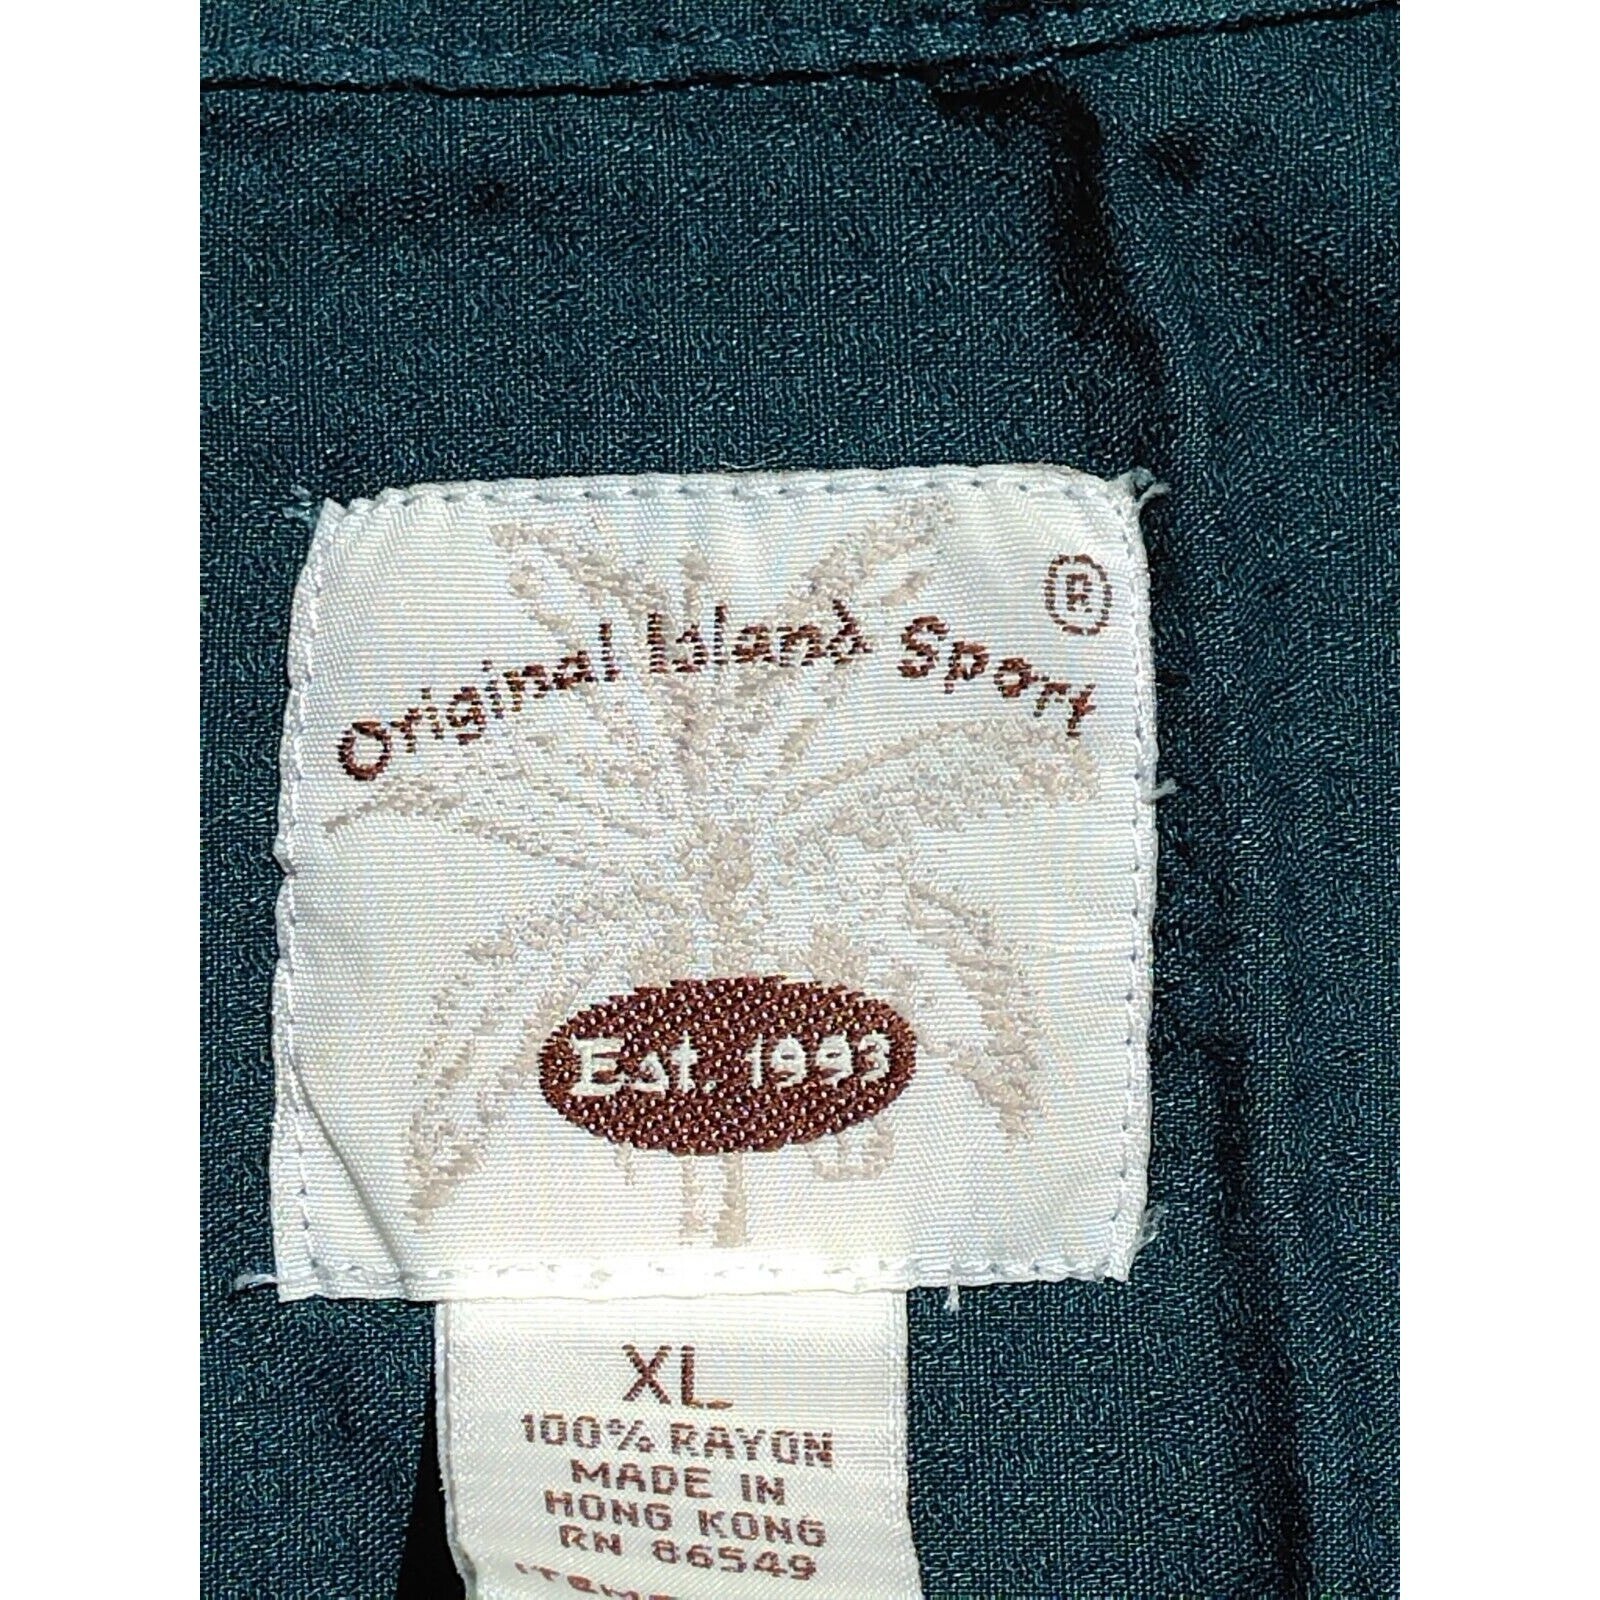 Original Island Sport ®
Est. 1993
XL
100% RAYON
MADE IN
HONG KONG
RN 86549